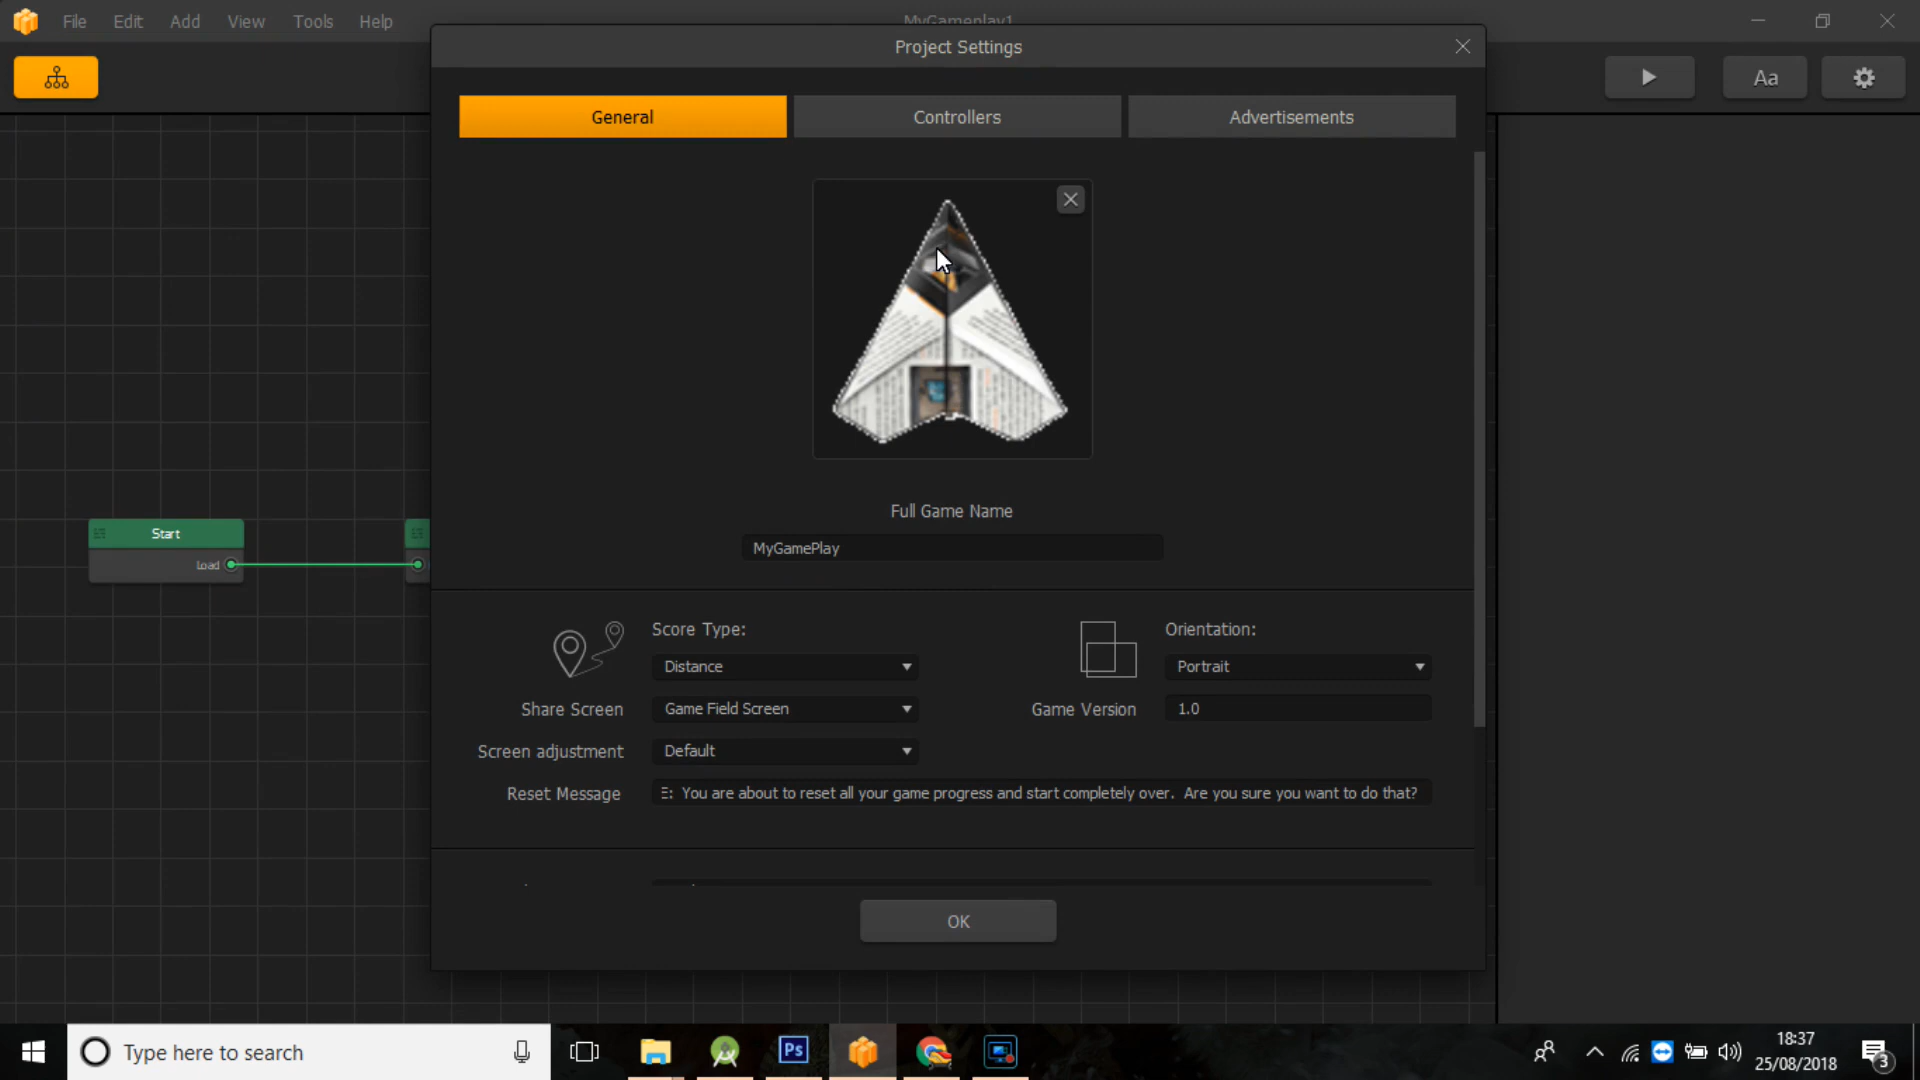 File Edit Add View Tools Help
MyGameplay1
Project Settings
Aa
General Controllers Advertisements
Full Game Name
MyGamePlay
Start
Load
Score Type:
Distance
Orientation:
Portrait
Share Screen Game Field Screen
Game Version 1.0
Screen adjustment Default
Reset Message You are about to reset all your game progress and start completely over. Are you sure you want to do that?
OK
Type here to search
Ps
18:37
25/08/2018
3